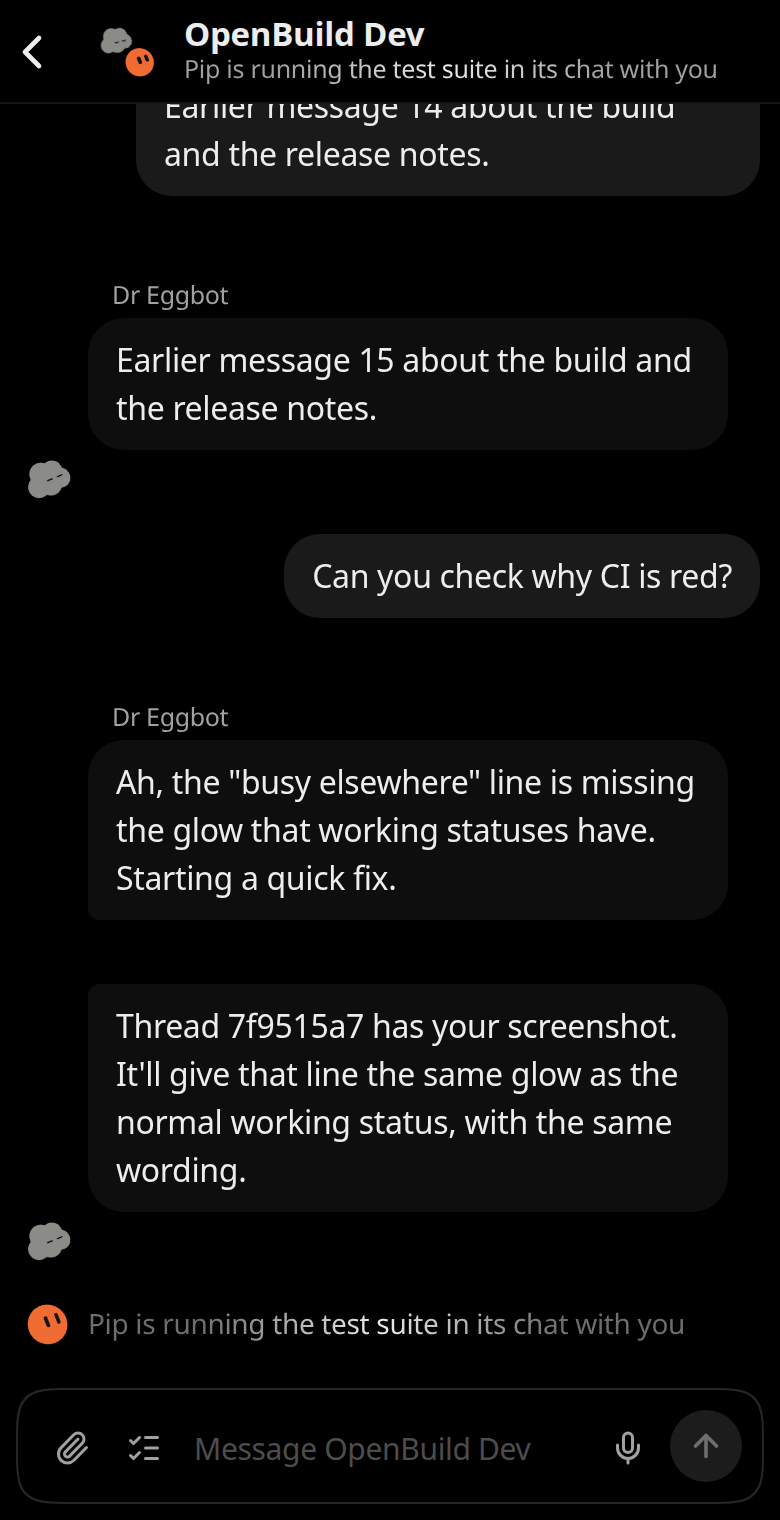 OpenBuild Dev
Pip is running the test suite in its chat with you
Earlier message 14 about the build
and the release notes.
Dr Eggbot
Earlier message 15 about the build and
the release notes.
Can you check why CI is red?
Dr Eggbot
Ah, the "busy elsewhere" line is missing
the glow that working statuses have.
Starting a quick fix.
Thread 7f9515a7 has your screenshot.
It'll give that line the same glow as the
normal working status, with the same
wording.
Pip is running the test suite in its chat with you
Message OpenBuild Dev